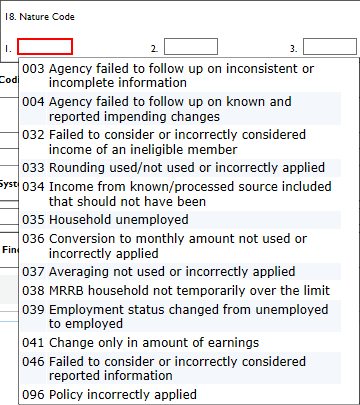 18. Nature Code
1. 2. 3.
003 Agency failed to follow up on inconsistent or
incomplete information
004 Agency failed to follow up on known and
reported impending changes
032 Failed to consider or incorrectly considered
income of an ineligible member
033 Rounding used/not used or incorrectly applied
034 Income from known/processed source included
that should not have been
035 Household unemployed
036 Conversion to monthly amount not used or
incorrectly applied
037 Averaging not used or incorrectly applied
038 MRRB household not temporarily over the limit
039 Employment status changed from unemployed
to employed
041 Change only in amount of earnings
046 Failed to consider or incorrectly considered
reported information
096 Policy incorrectly applied